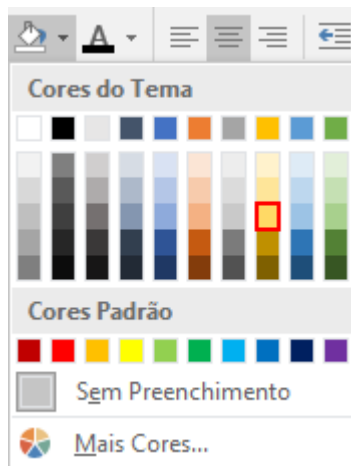 A
Cores do Tema
Cores Padrão
Sem Preenchimento
Mais Cores...